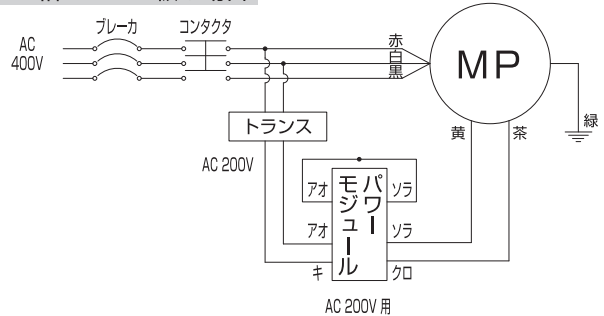 ブレーカ
コンタクタ
AC
400V
赤
白
黒
MP
緑
トランス
黄
茶
AC 200V
アオ
パワー
モジュール
ソラ
アオ
ソラ
キ
クロ
AC 200V 用